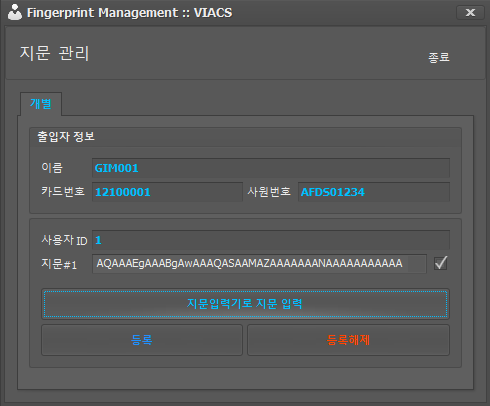 Fingerprint Management :: VIACS
지문 관리
종료
개별
출입자 정보
이름 GIM001
카드번호 12100001 사원번호 AFDS01234
사용자 ID 1
지문#1 AQAAAEgAAABgAwAAAQASAAMAZAAAAAAANAAAAAAAAAAA
지문입력기로 지문 입력
등록 등록해제